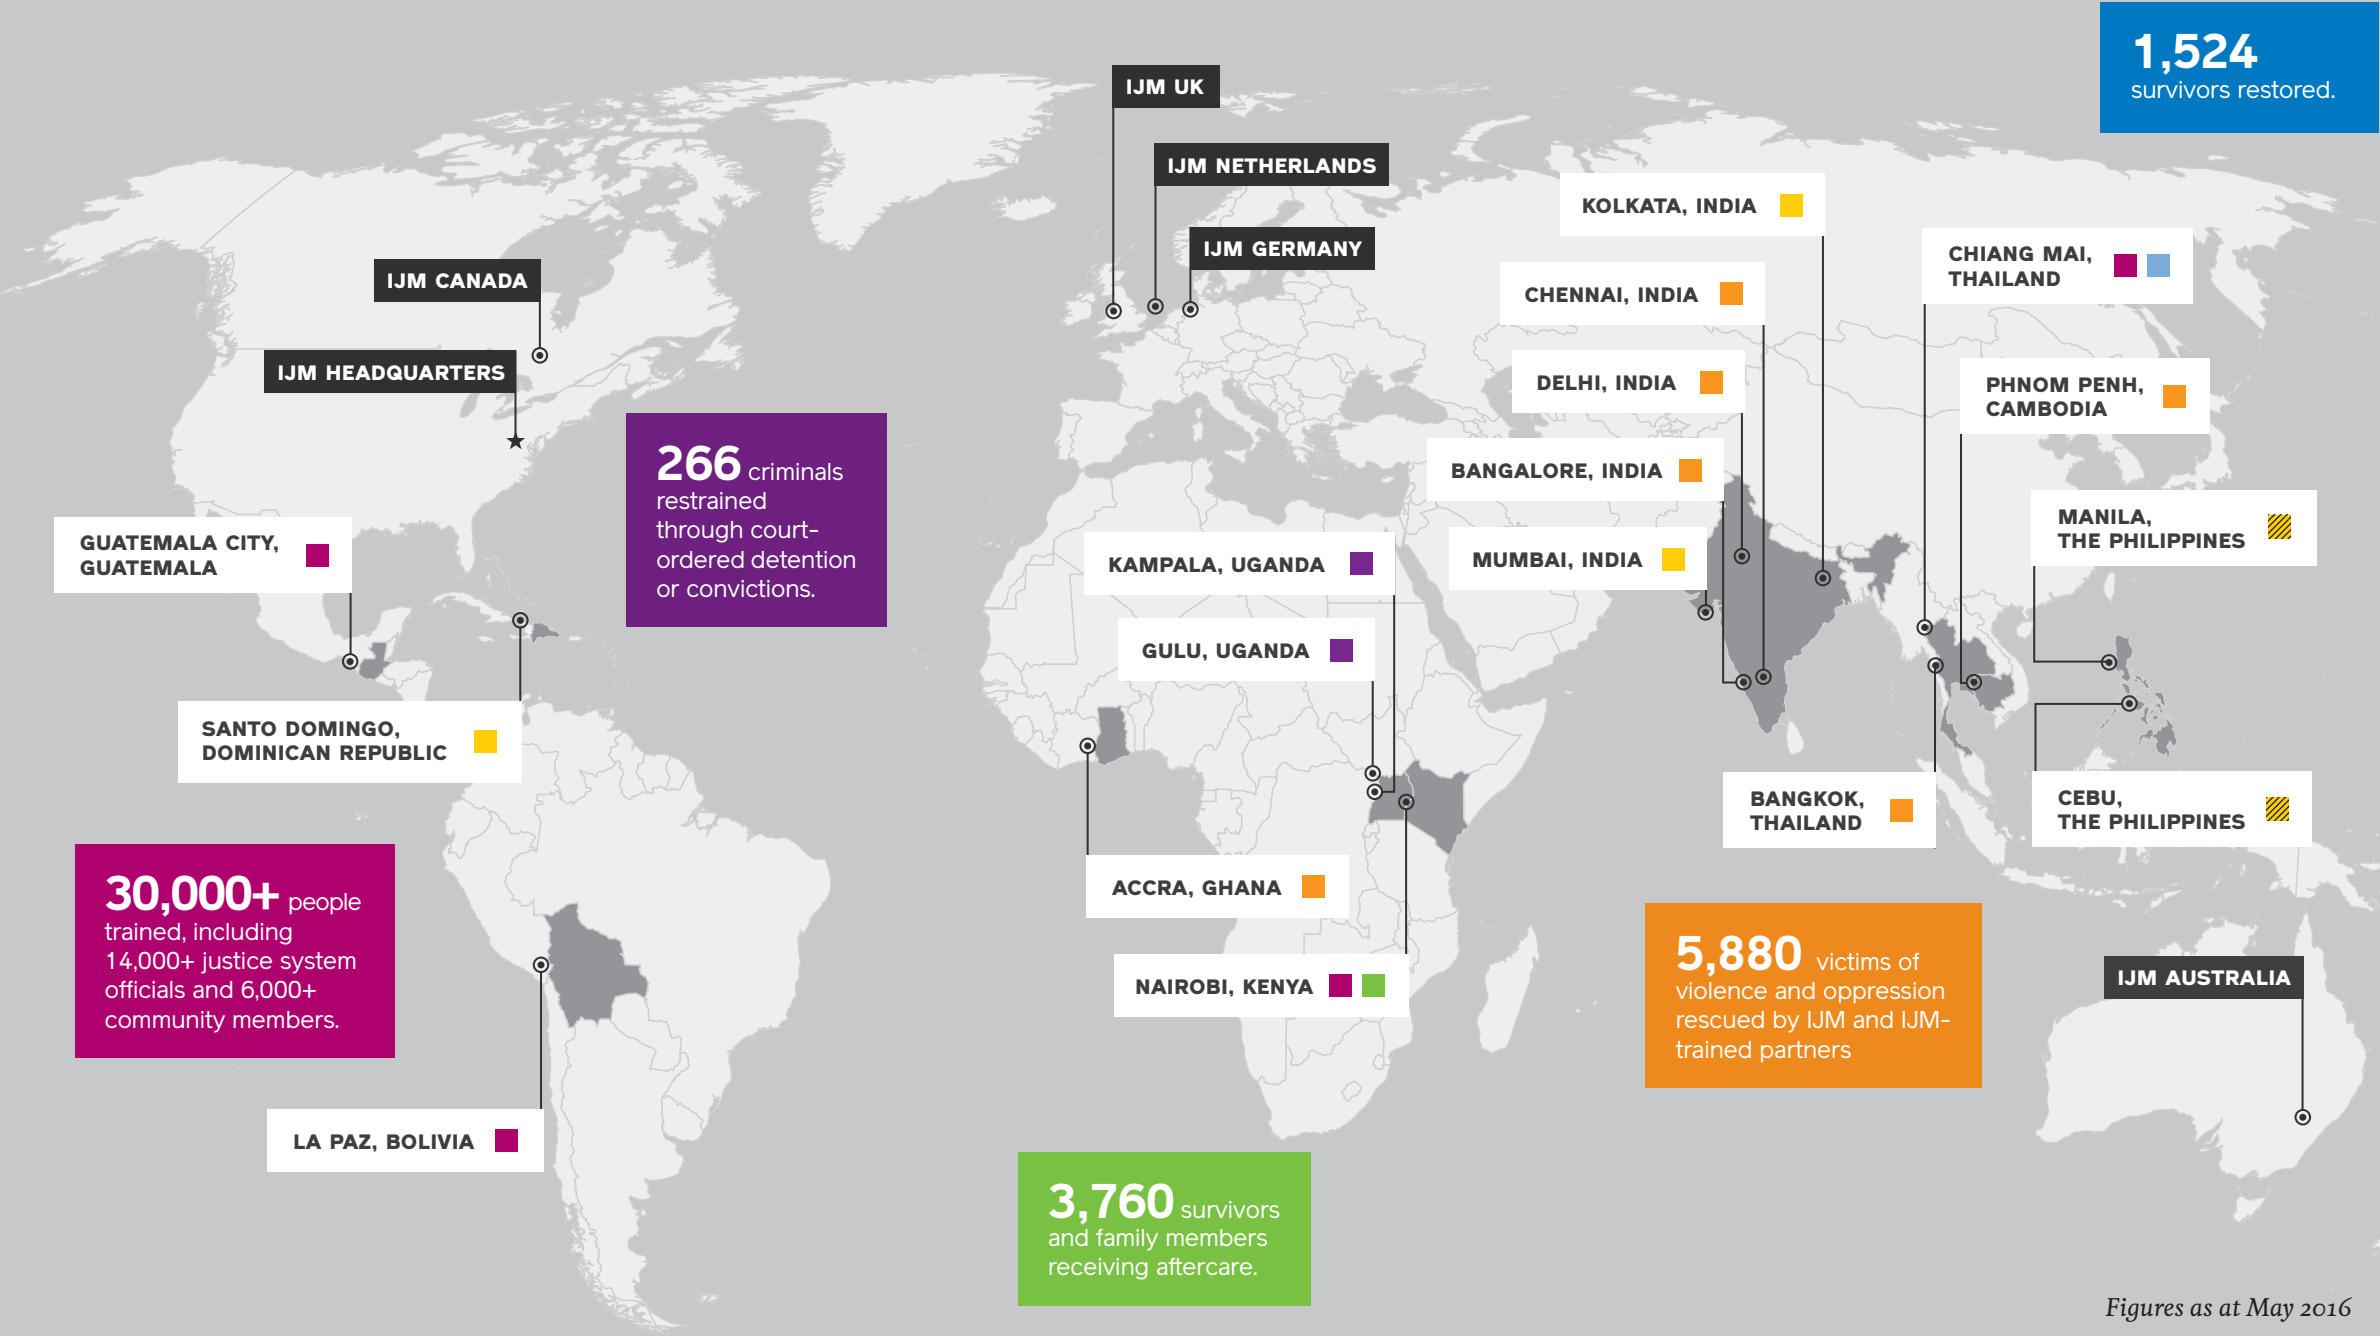 1,524
survivors restored.
IJM UK
IJM NETHERLANDS
IJM GERMANY
IJM CANADA
IJM HEADQUARTERS
KOLKATA, INDIA
CHENNAI, INDIA
DELHI, INDIA
BANGALORE, INDIA
MUMBAI, INDIA
CHIANG MAI,
THAILAND
PHNOM PENH,
CAMBODIA
MANILA,
THE PHILIPPINES
266 criminals
restrained
through court-
ordered detention
or convictions.
GUATEMALA CITY,
GUATEMALA
KAMPALA, UGANDA
GULU, UGANDA
SANTO DOMINGO,
DOMINICAN REPUBLIC
BANGKOK,
THAILAND
CEBU,
THE PHILIPPINES
30,000+ people
trained, including
14,000+ justice system
officials and 6,000+
community members.
ACCRA, GHANA
NAIROBI, KENYA
5,880 victims of
violence and oppression
rescued by IJM and IJM-
trained partners
IJM AUSTRALIA
LA PAZ, BOLIVIA
3,760 survivors
and family members
receiving aftercare.
Figures as at May 2016